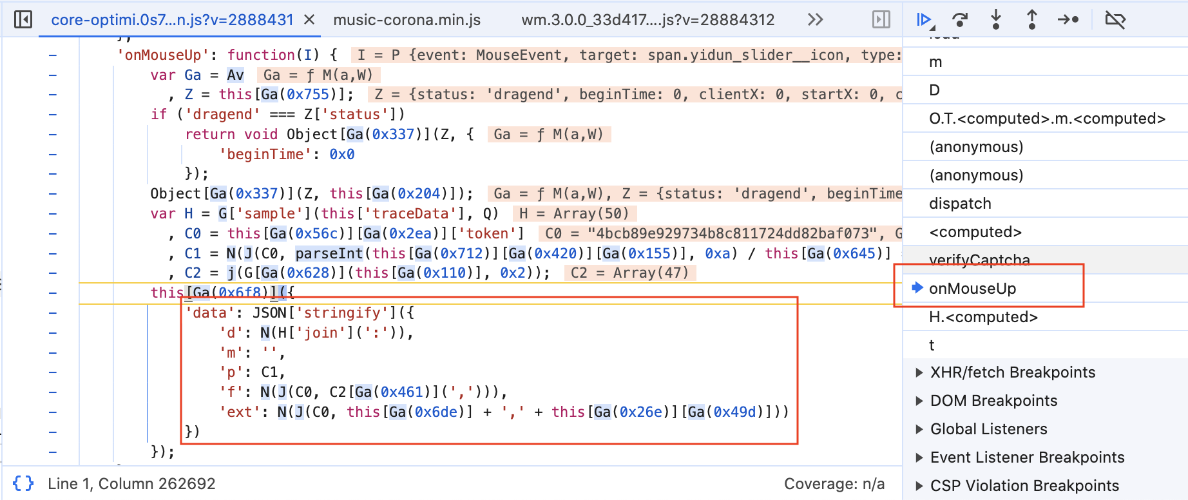 core-optimi.0s7...n.js?v=2888431 × music-corona.min.js wm.3.0.0_33d417....js?v=28884312
'onMouseUp': function(I) { I = P {event: MouseEvent, target: span.yidun_slider__icon, type:
var Ga = Av Ga = ƒ M(a,W)
, Z = this[Ga(0x755)]; Z = {status: 'dragend', beginTime: 0, clientX: 0, startX: 0, c
if ('dragend' === Z['status'])
return void Object[Ga(0x337)](Z, { Ga = ƒ M(a,W)
'beginTime': 0x0
});
Object[Ga(0x337)](Z, this[Ga(0x204)]); Ga = ƒ M(a,W), Z = {status: 'dragend', beginTime
var H = G['sample'](this['traceData'], Q) H = Array(50)
, C0 = this[Ga(0x56c)][Ga(0x2ea)]['token'] C0 = "4bcb89e929734b8c811724dd82baf073", G
, C1 = N(J(C0, parseInt(this[Ga(0x712)][Ga(0x420)][Ga(0x155)], 0xa) / this[Ga(0x645)]
, C2 = j(G[Ga(0x628)](this[Ga(0x110)], 0x2)); C2 = Array(47)
this[Ga(0x6f8)]({
'data': JSON['stringify']({
'd': N(H['join'](':')),
'm': '',
'p': C1,
'f': N(J(C0, C2[Ga(0x461)](','))),
'ext': N(J(C0, this[Ga(0x6de)] + ',' + this[Ga(0x26e)][Ga(0x49d)]))
})
});
{} Line 1, Column 262692 Coverage: n/a
m
D
O.T.<computed>.m.<computed>
(anonymous)
(anonymous)
dispatch
<computed>
verifyCaptcha
onMouseUp
H.<computed>
t
XHR/fetch Breakpoints
DOM Breakpoints
Global Listeners
Event Listener Breakpoints
CSP Violation Breakpoints